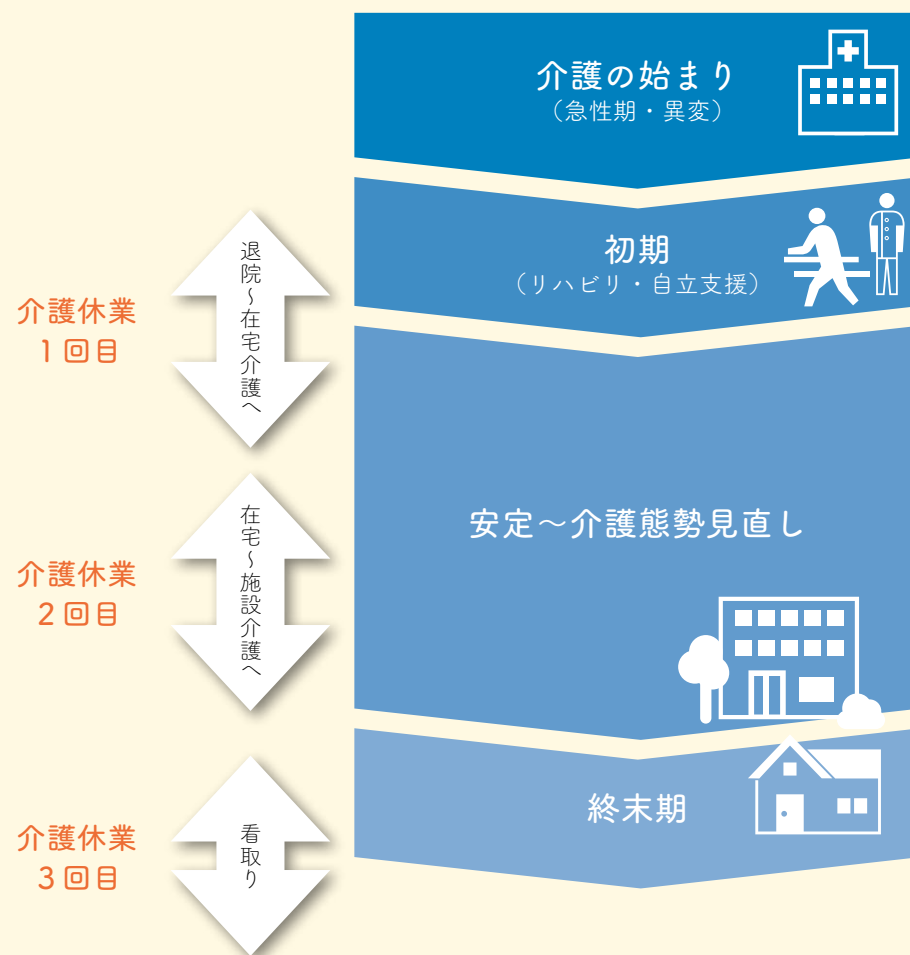 介護の始まり
（急性期・異変）
初期
（リハビリ・自立支援）
介護休業
1回目
退院～在宅介護へ
安定～介護態勢見直し
介護休業
2回目
在宅～施設介護へ
終末期
介護休業
3回目
看取り